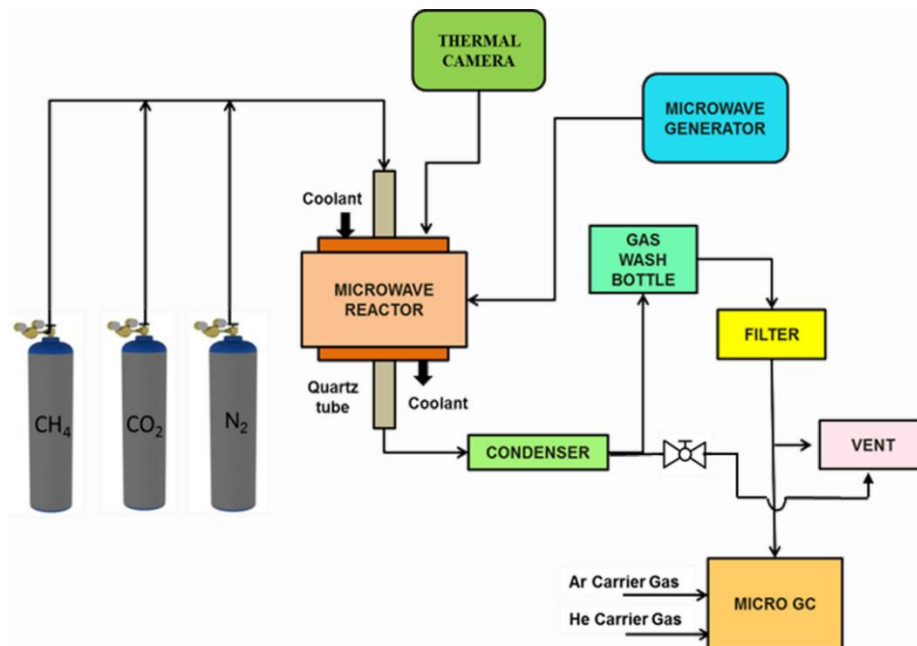 THERMAL
CAMERA
MICROWAVE
GENERATOR
Coolant
GAS
WASH
BOTTLE
MICROWAVE
REACTOR
FILTER
Quartz
tube
Coolant
CH4
CO2
N2
CONDENSER
VENT
Ar Carrier Gas
He Carrier Gas
MICRO GC